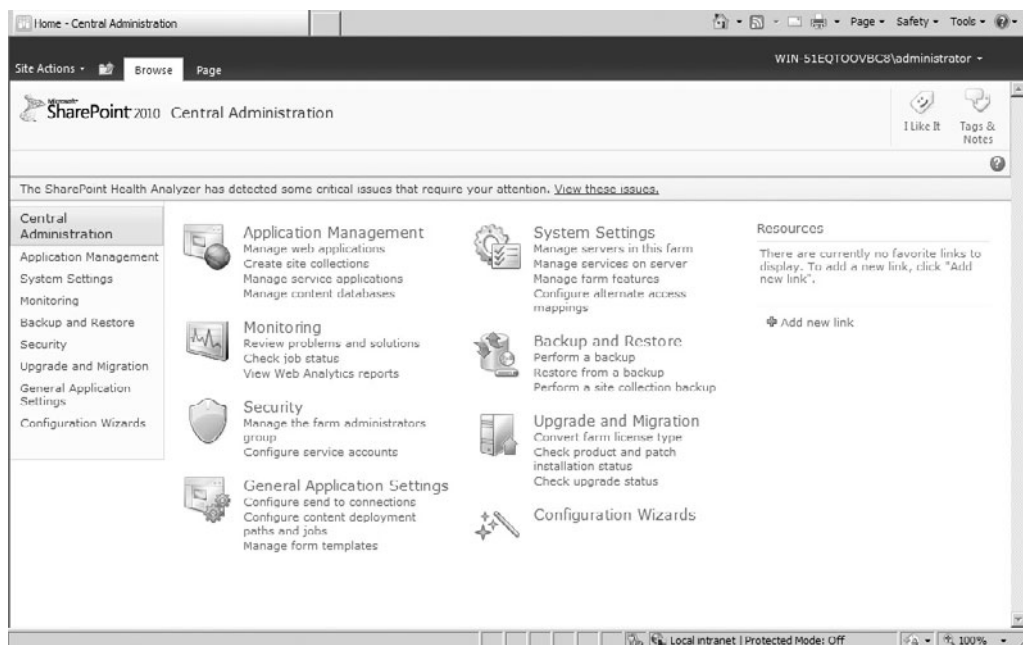 Home - Central Administration
Page Safety Tools
Site Actions Browse Page
WIN-51EQTOOVBC8\administrator
Microsoft
SharePoint 2010 Central Administration
I Like It
Tags &
Notes
The SharePoint Health Analyzer has detected some critical issues that require your attention. View these issues.
Central
Administration
Application Management
System Settings
Monitoring
Backup and Restore
Security
Upgrade and Migration
General Application
Settings
Configuration Wizards
Application Management
Manage web applications
Create site collections
Manage service applications
Manage content databases
Monitoring
Review problems and solutions
Check job status
View Web Analytics reports
Security
Manage the farm administrators
group
Configure service accounts
General Application Settings
Configure send to connections
Configure content deployment
paths and jobs
Manage form templates
System Settings
Manage servers in this farm
Manage services on server
Manage farm features
Configure alternate access
mappings
Backup and Restore
Perform a backup
Restore from a backup
Perform a site collection backup
Upgrade and Migration
Convert farm license type
Check product and patch
installation status
Check upgrade status
Configuration Wizards
Resources
There are currently no favorite links to
display. To add a new link, click "Add
new link".
Add new link
Local intranet | Protected Mode: Off
100%